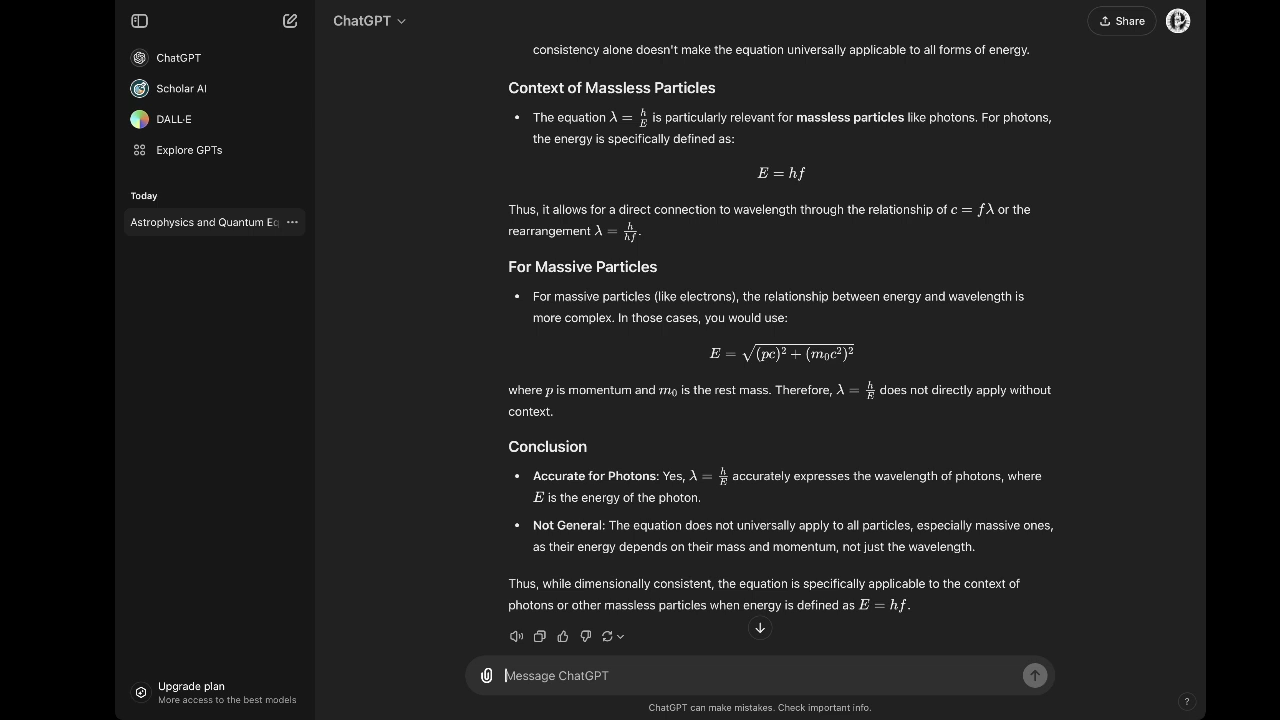 ChatGPT
Share
ChatGPT
Scholar AI
DALL·E
Explore GPTs
Today
Astrophysics and Quantum Eq
consistency alone doesn't make the equation universally applicable to all forms of energy.
Context of Massless Particles
• The equation λ = h/E is particularly relevant for massless particles like photons. For photons,
the energy is specifically defined as:
E = hf
Thus, it allows for a direct connection to wavelength through the relationship of c = fλ or the
rearrangement λ = h/hf.
For Massive Particles
• For massive particles (like electrons), the relationship between energy and wavelength is
more complex. In those cases, you would use:
E = √(pc)² + (m₀c²)²
where p is momentum and m₀ is the rest mass. Therefore, λ = h/E does not directly apply without
context.
Conclusion
• Accurate for Photons: Yes, λ = h/E accurately expresses the wavelength of photons, where
E is the energy of the photon.
• Not General: The equation does not universally apply to all particles, especially massive ones,
as their energy depends on their mass and momentum, not just the wavelength.
Thus, while dimensionally consistent, the equation is specifically applicable to the context of
photons or other massless particles when energy is defined as E = hf.
Message ChatGPT
ChatGPT can make mistakes. Check important info.
Upgrade plan
More access to the best models
?